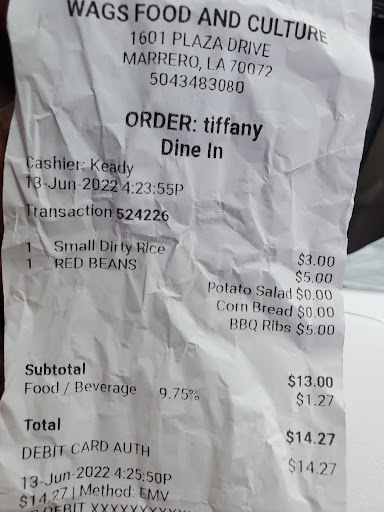 WAGS FOOD AND CULTURE
1601 PLAZA DRIVE
MARRERO, LA 70072
5043483080
ORDER: tiffany
Dine In
Cashier: Keady
13-Jun-2022 4:23:55P
Transaction 524226
1 Small Dirty Rice $3.00
1 RED BEANS $5.00
Potato Salad $0.00
Corn Bread $0.00
BBQ Ribs $5.00
Subtotal $13.00
Food / Beverage 9.75% $1.27
Total $14.27
DEBIT CARD AUTH $14.27
13-Jun-2022 4:25:50P
$14.27 | Method: EMV
DEBIT XXXXXXXXXX